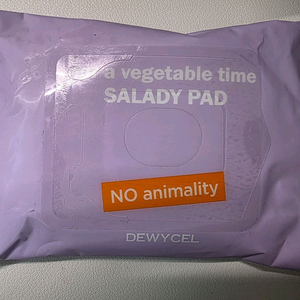 a vegetable time
SALADY PAD
NO animality
DEWYCEL